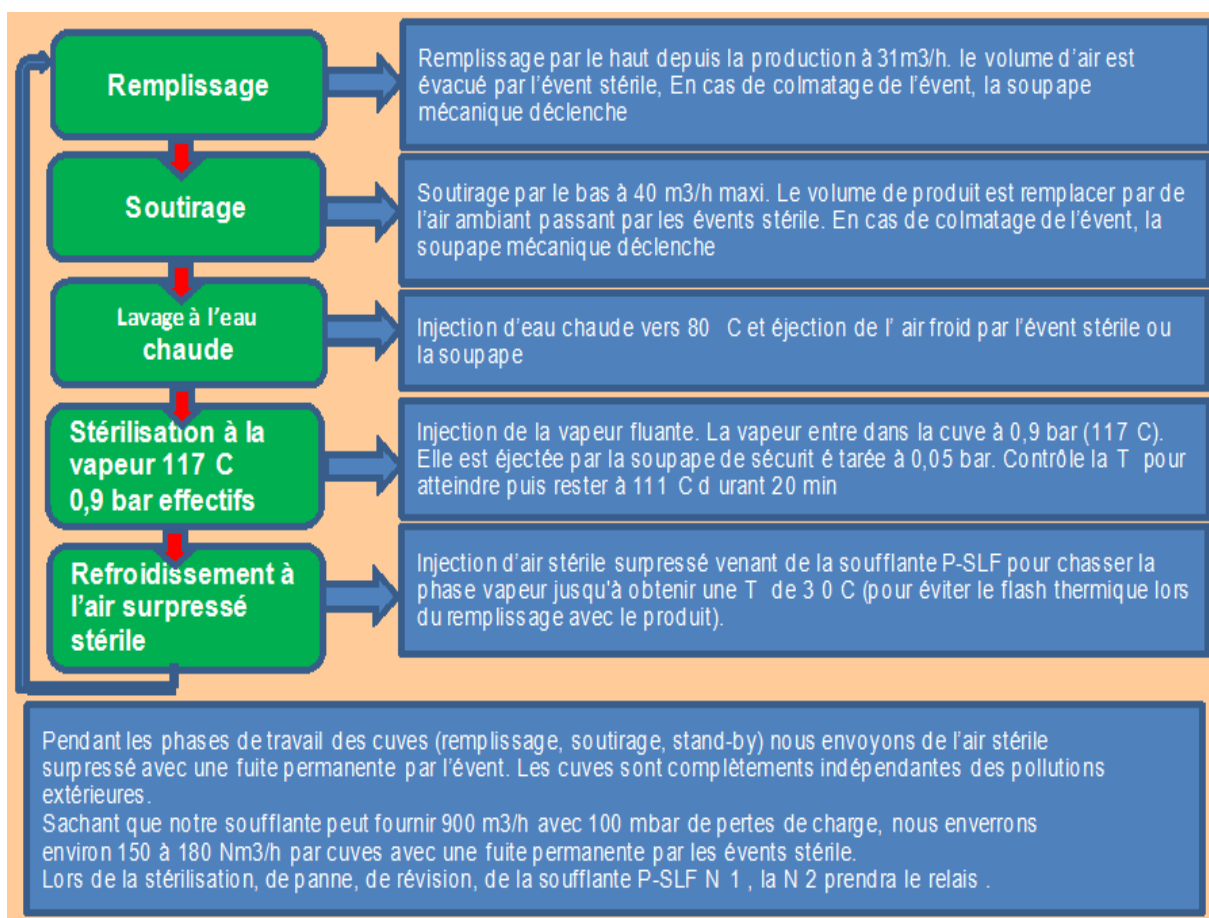 Remplissage
Remplissage par le haut depuis la production à 31m3/h. le volume d'air est
évacué par l'évent stérile, En cas de colmatage de l'évent, la soupape
mécanique déclenche
Soutirage
Soutirage par le bas à 40 m3/h maxi. Le volume de produit est remplacer par de
l'air ambiant passant par les évents stérile. En cas de colmatage de l'évent, la
soupape mécanique déclenche
Lavage à l'eau
chaude
Injection d'eau chaude vers 80 C et éjection de l' air froid par l'évent stérile ou
la soupape
Stérilisation à la
vapeur 117 C
0,9 bar effectifs
Injection de la vapeur fluante. La vapeur entre dans la cuve à 0,9 bar (117 C).
Elle est éjectée par la soupape de sécurit é tarée à 0,05 bar. Contrôle la T pour
atteindre puis rester à 111 C d urant 20 min
Refroidissement à
l'air surpressé
stérile
Injection d'air stérile surpressé venant de la soufflante P-SLF pour chasser la
phase vapeur jusqu'à obtenir une T de 3 0 C (pour éviter le flash thermique lors
du remplissage avec le produit).
Pendant les phases de travail des cuves (remplissage, soutirage, stand-by) nous envoyons de l'air stérile
surpressé avec une fuite permanente par l'évent. Les cuves sont complètements indépendantes des pollutions
extérieures.
Sachant que notre soufflante peut fournir 900 m3/h avec 100 mbar de pertes de charge, nous enverrons
environ 150 à 180 Nm3/h par cuves avec une fuite permanente par les évents stérile.
Lors de la stérilisation, de panne, de révision, de la soufflante P-SLF N 1 , la N 2 prendra le relais .